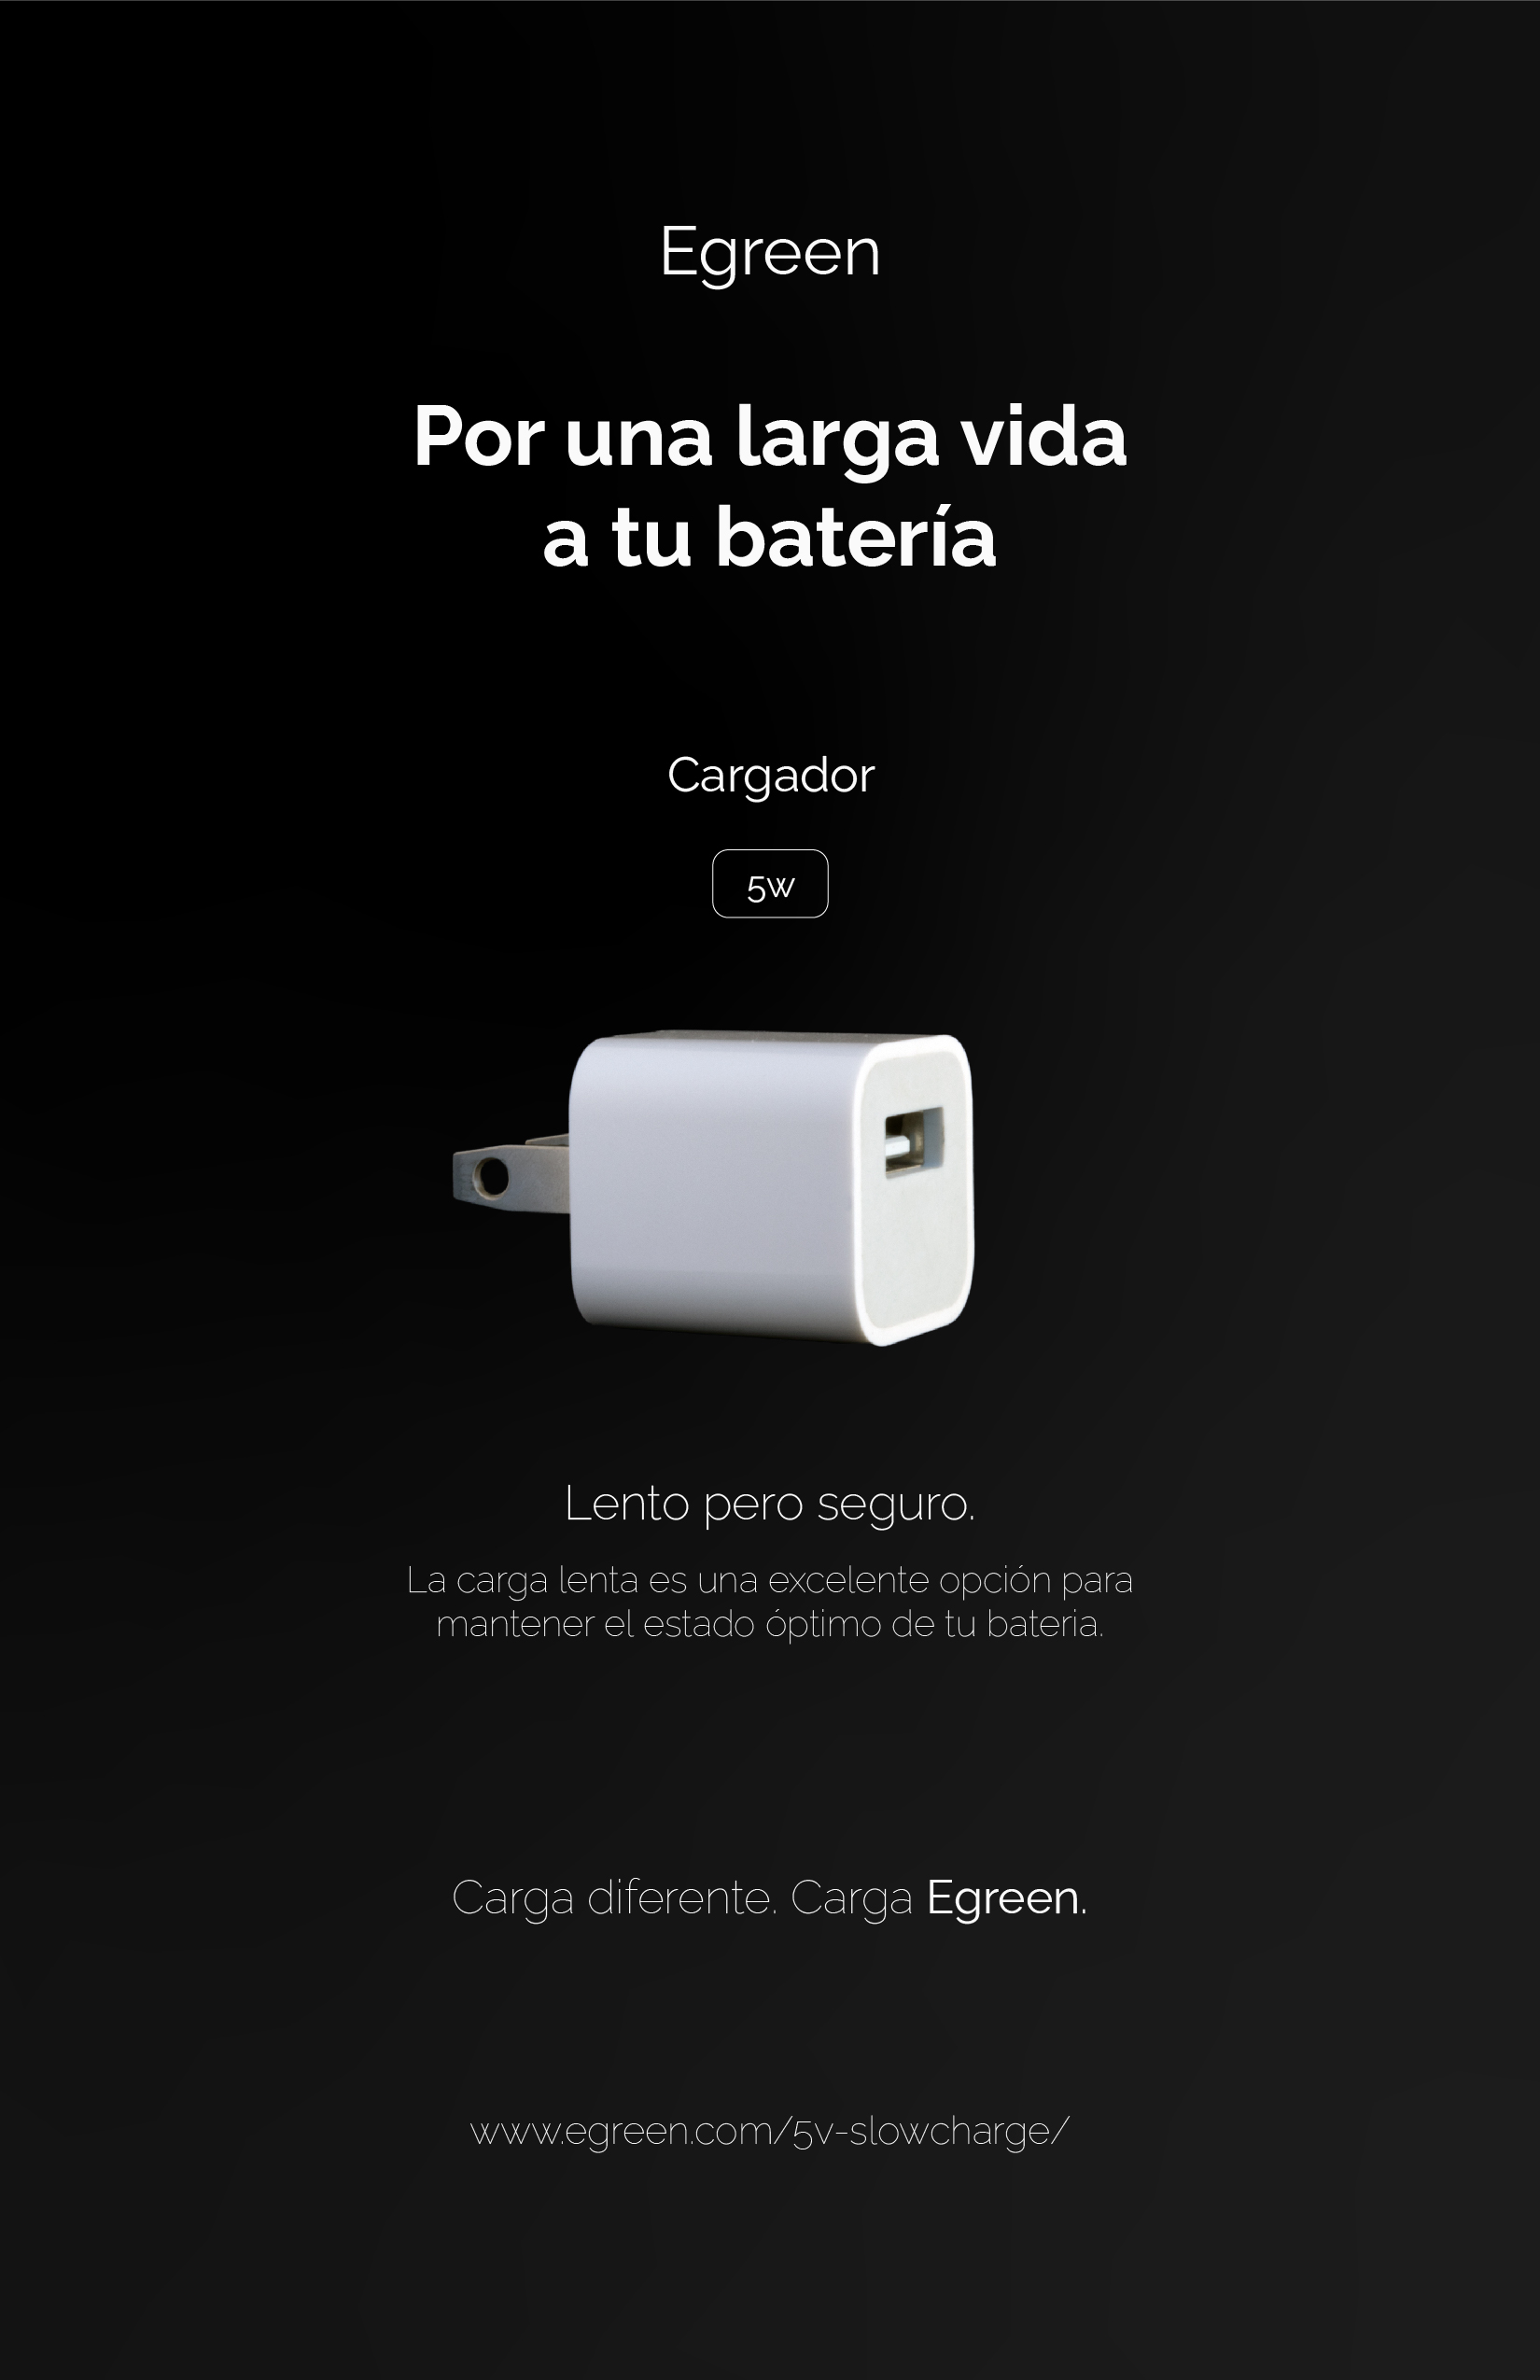 Egreen
Por una larga vida
a tu batería
Cargador
5w
Lento pero seguro.
La carga lenta es una excelente opción para
mantener el estado óptimo de tu bateria.
Carga diferente. Carga Egreen.
www.egreen.com/5v-slowcharge/